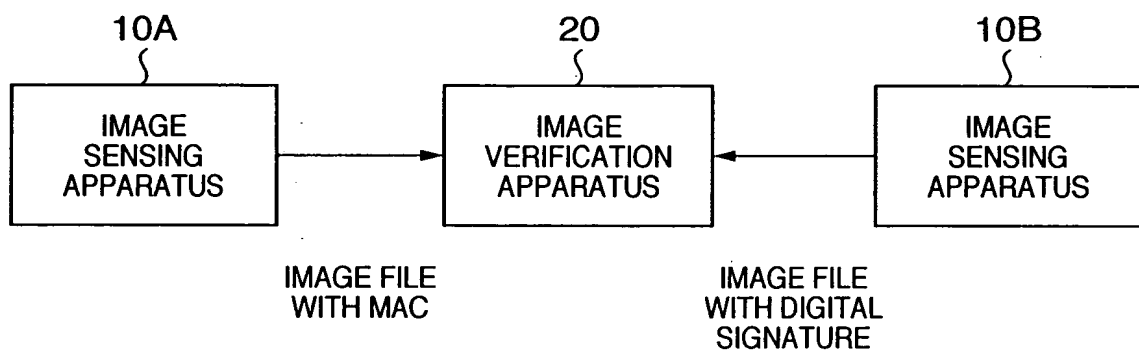 10A
20
10B
IMAGE
SENSING
APPARATUS
IMAGE
VERIFICATION
APPARATUS
IMAGE
SENSING
APPARATUS
IMAGE FILE
WITH MAC
IMAGE FILE
WITH DIGITAL
SIGNATURE